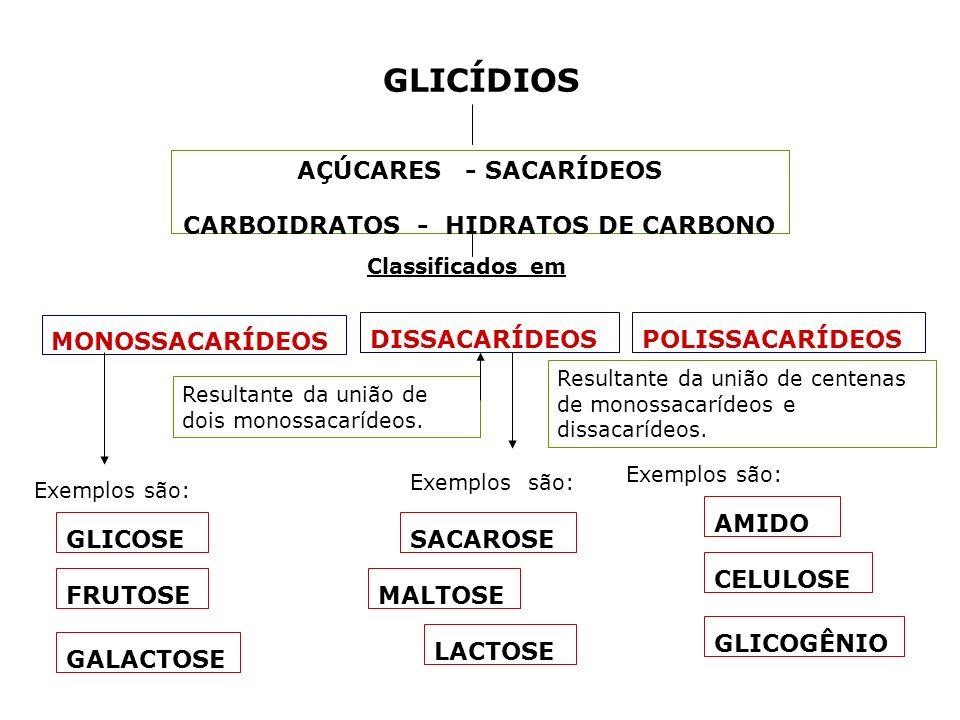 GLICÍDIOS
AÇÚCARES - SACARÍDEOS
CARBOIDRATOS - HIDRATOS DE CARBONO
Classificados em
MONOSSACARÍDEOS
DISSACARÍDEOS
POLISSACARÍDEOS
Resultante da união de
dois monossacarídeos.
Resultante da união de centenas
de monossacarídeos e
dissacarídeos.
Exemplos são:
GLICOSE
FRUTOSE
GALACTOSE
Exemplos são:
SACAROSE
MALTOSE
LACTOSE
Exemplos são:
AMIDO
CELULOSE
GLICOGÊNIO